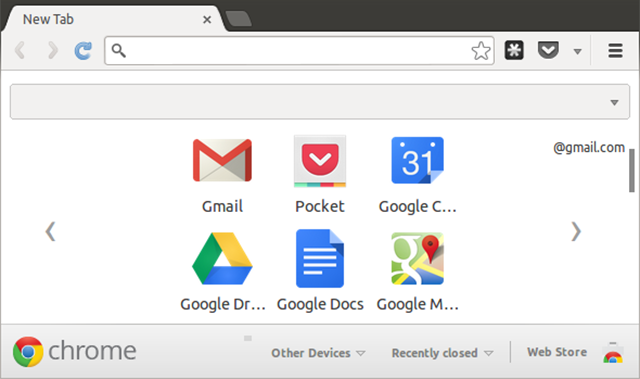 New Tab
@gmail.com
31
Gmail Pocket Google C...
Google Dr... Google Docs Google M...
chrome Other Devices Recently closed Web Store